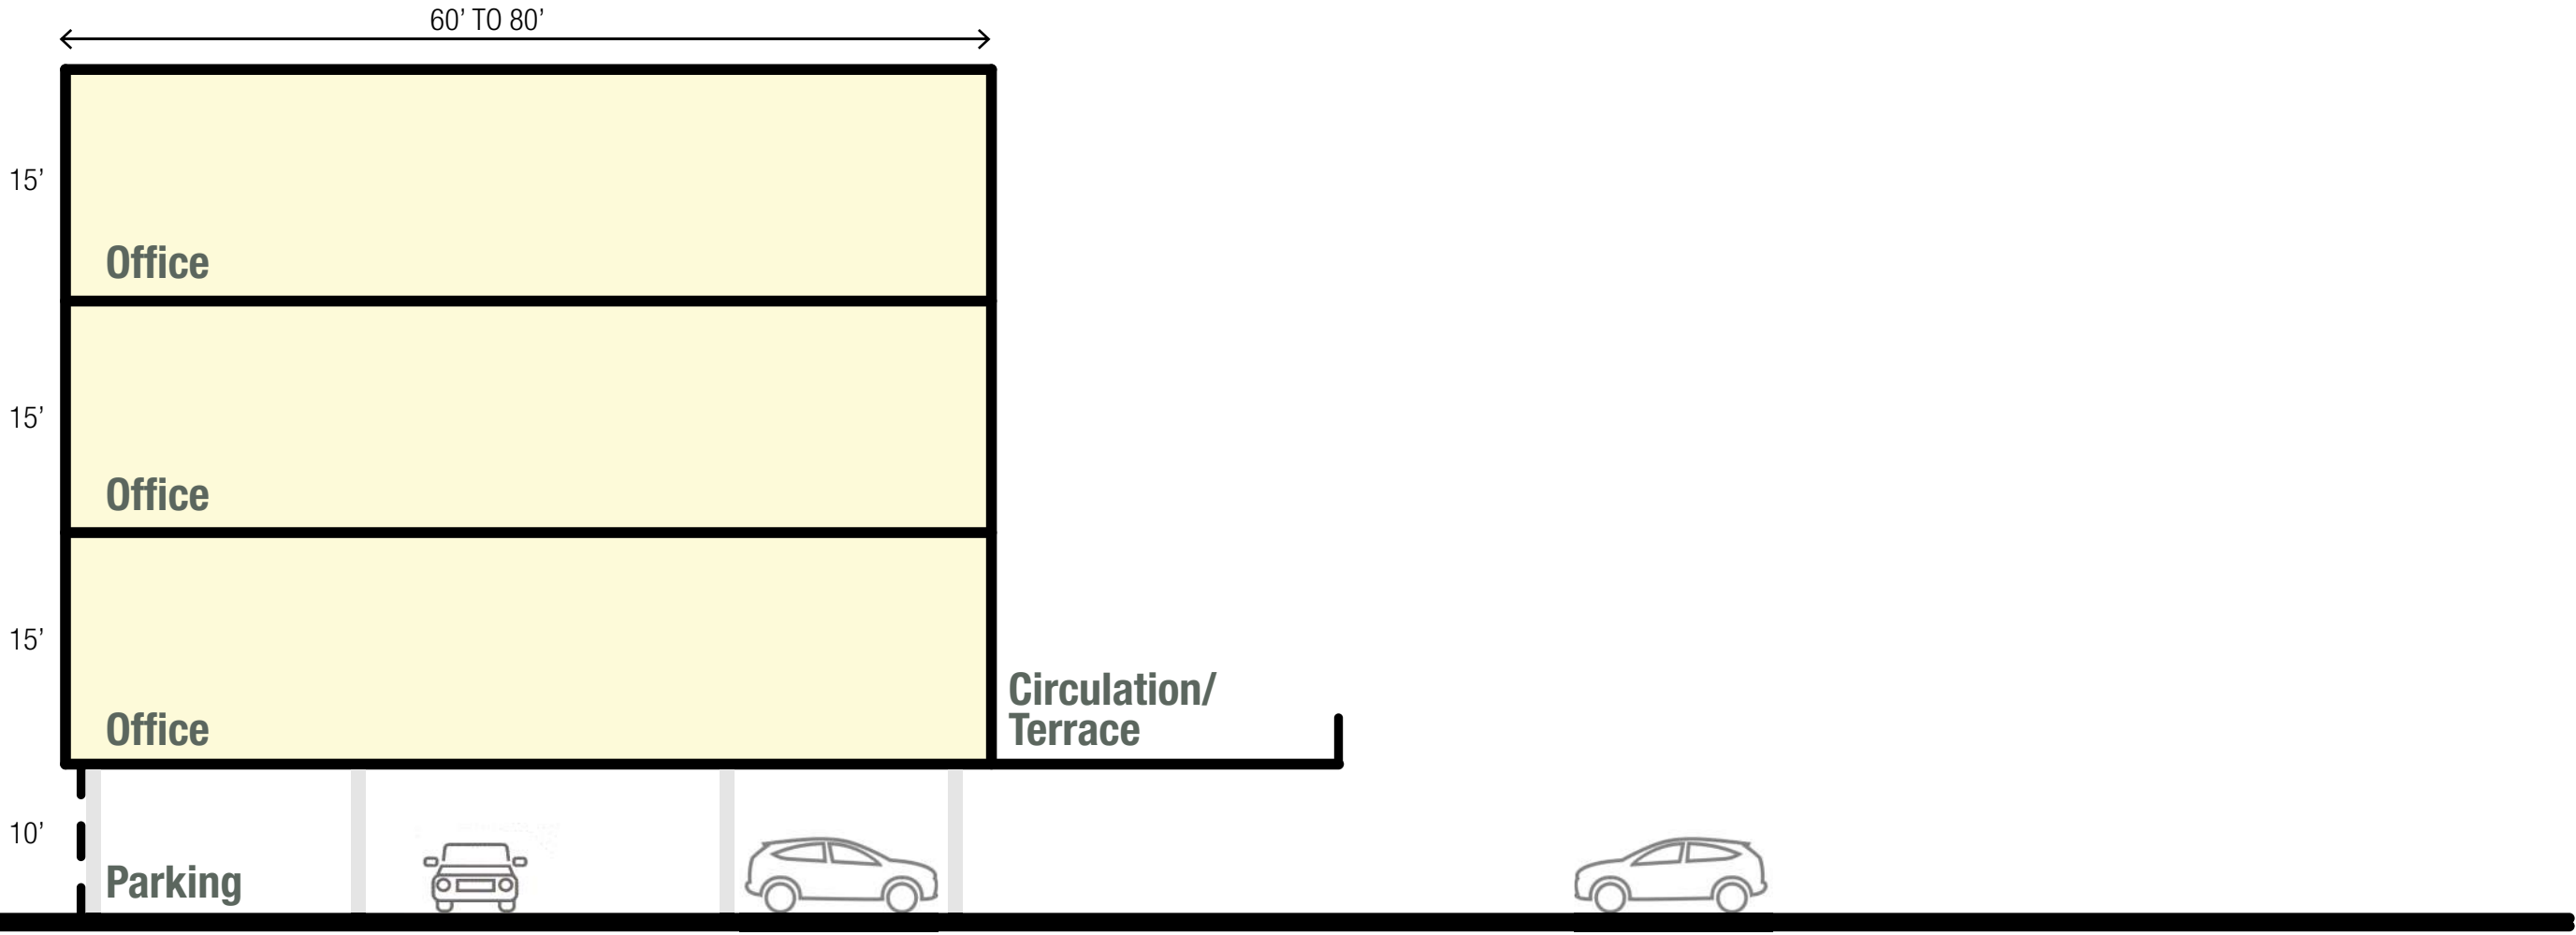 60’ TO 80’
15’
Office
15’
Office
15’
Office
Circulation/
Terrace
10’
Parking